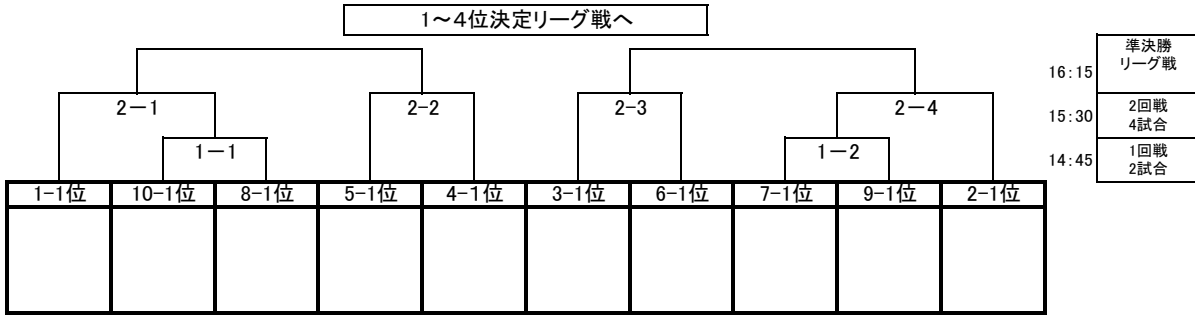 1～4位決定リーグ戦へ
準決勝
リーグ戦
16:15
2－1
2-2
2-3
2－4
15:30
2回戦
4試合
1－1
1－2
14:45
1回戦
2試合
1-1位
10-1位
8-1位
5-1位
4-1位
3-1位
6-1位
7-1位
9-1位
2-1位